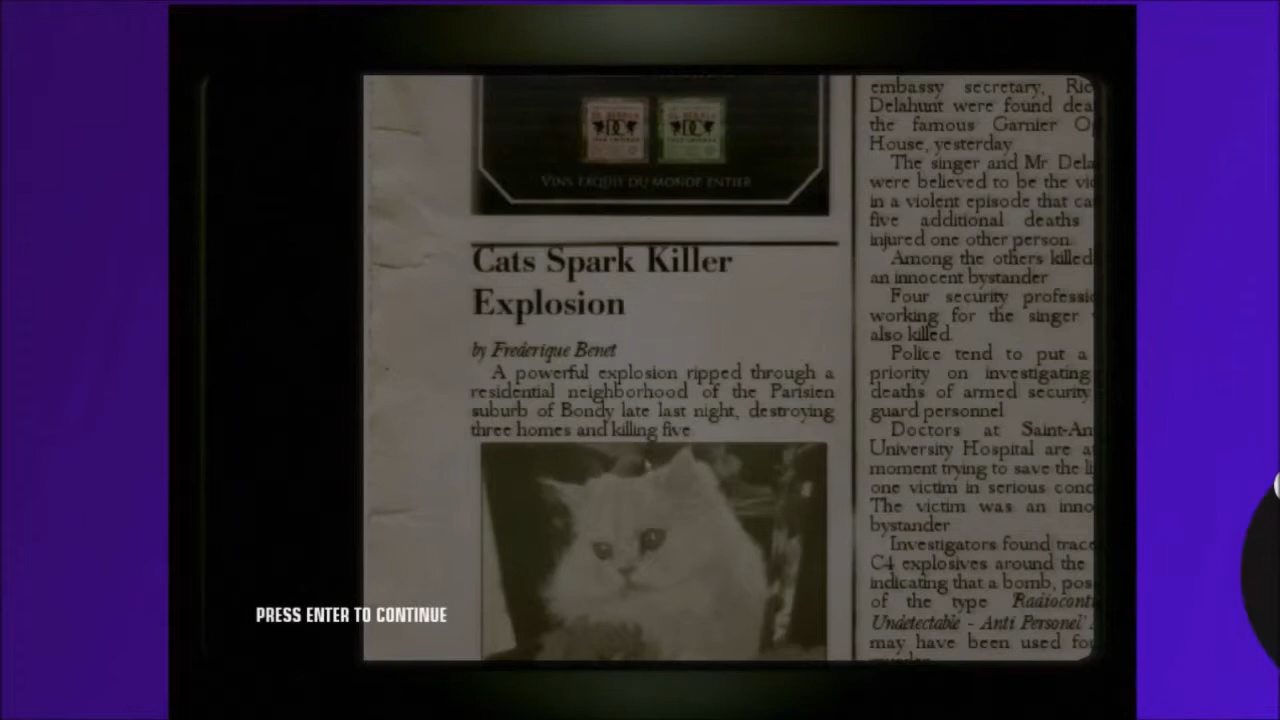 VINS EXQUIS DU MONDE ENTIER
Cats Spark Killer
Explosion
by Frederique Benet
A powerful explosion ripped through a
residential neighborhood of the Parisien
suburb of Bondy late last night, destroying
three homes and killing five
embassy secretary,
Delahunt were found
the famous Garnier
House, yesterday
The singer and Mr
were believed to be the
in a violent episode that
five additional deaths
injured one other person.
Among the others killed
an innocent bystander
Four security
working for the singer
also killed.
Police tend to put a
priority on investigating
deaths of armed security
guard personnel
Doctors at
University Hospital are
moment trying to save the
one victim in serious
The victim was an
bystander
Investigators found
C4 explosives around the
indicating that a bomb,
of the type
Undetectable - Anti Personel'
may have been used
PRESS ENTER TO CONTINUE